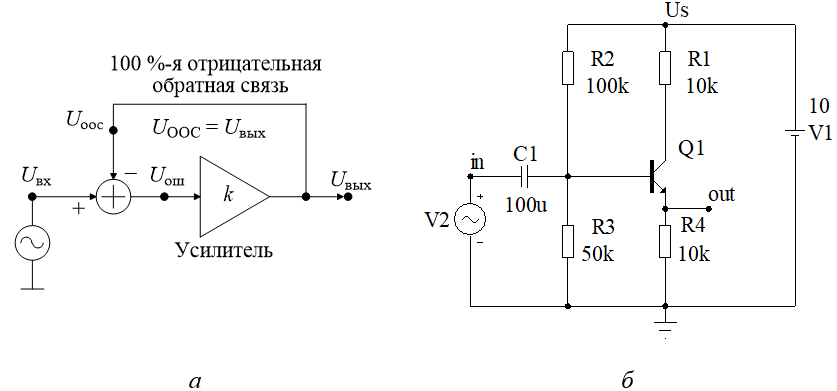 100 %-я отрицательная
обратная связь
Uоос
UООС = Uвых
Uвх
−
+
Uош
k
Uвых
Усилитель
а
Us
R2
100k
R1
10k
10
V1
Q1
in
C1
100u
out
V2
+
−
R3
50k
R4
10k
б